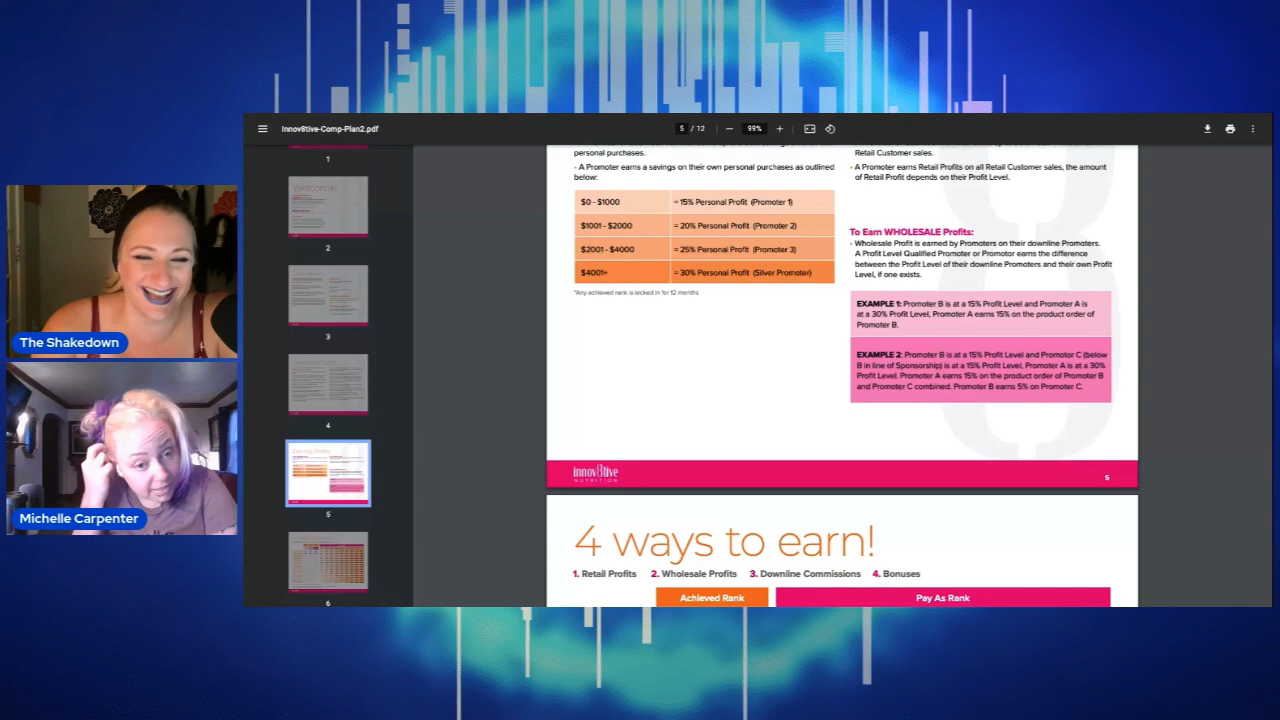 Innov8tive-Comp-Plan2.pdf
5 / 12
99%
1
2
3
4
5
6
The Shakedown
Michelle Carpenter
personal purchases.
- A Promoter earns a savings on their own personal purchases as outlined
below:
$0 - $1000 = 15% Personal Profit (Promoter 1)
$1001 - $2000 = 20% Personal Profit (Promoter 2)
$2001 - $4000 = 25% Personal Profit (Promoter 3)
$4001+ = 30% Personal Profit (Silver Promoter)
*Any achieved rank is locked in for 12 months
Retail Customer sales.
• A Promoter earns Retail Profits on all Retail Customer sales, the amount
of Retail Profit depends on their Profit Level.
To Earn WHOLESALE Profits:
• Wholesale Profit is earned by Promoters on their downline Promoters.
A Profit Level Qualified Promoter or Promotor earns the difference
between the Profit Level of their downline Promoters and their own Profit
Level, if one exists.
EXAMPLE 1: Promoter B is at a 15% Profit Level and Promoter A is
at a 30% Profit Level, Promoter A earns 15% on the product order of
Promoter B.
EXAMPLE 2: Promoter B is at a 15% Profit Level and Promotor C (below
B in line of Sponsorship) is at a 15% Profit Level, Promoter A is at a 30%
Profit Level. Promoter A earns 15% on the product order of Promoter B
and Promoter C combined. Promoter B earns 5% on Promoter C.
innov8tive
NUTRITION
5
4 ways to earn!
1. Retail Profits 2. Wholesale Profits 3. Downline Commissions 4. Bonuses
Achieved Rank
Pay As Rank